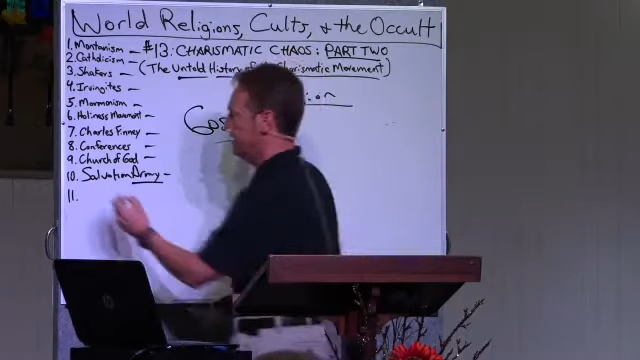 World Religions, Cults, & the Occult
#13: CHARISMATIC CHAOS: PART TWO
(The Untold History of the Charismatic Movement)
1. Montanism -
2. Catholicism -
3. Shakers -
4. Irvingites
5. Mormonism -
6. Holiness Movement -
7. Charles Finney -
8. Conferences -
9. Church of God -
10. Salvation Army -
11.